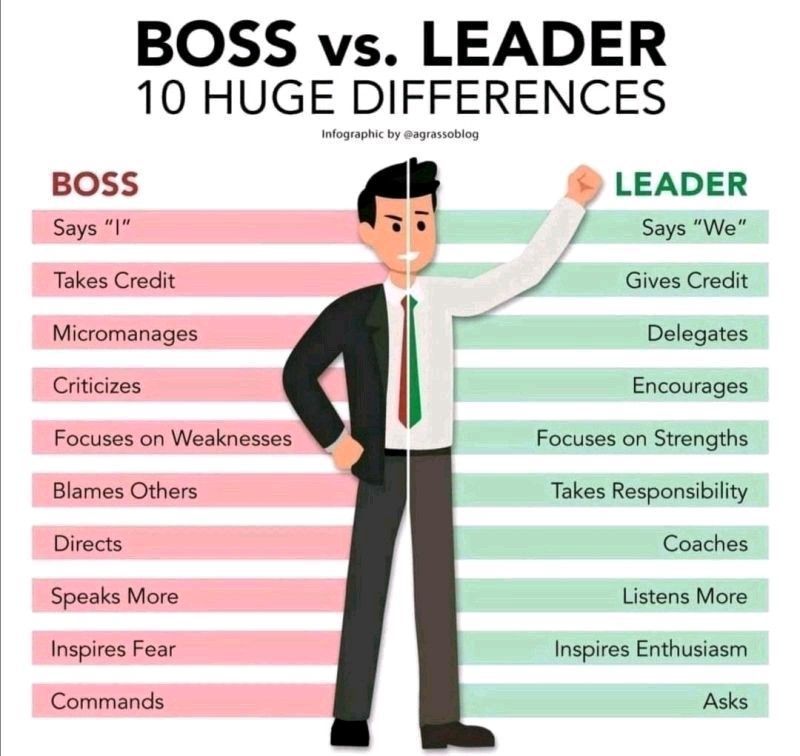 BOSS vs. LEADER
10 HUGE DIFFERENCES
Infographic by @agrassoblog
BOSS LEADER
Says "I" Says "We"
Takes Credit Gives Credit
Micromanages Delegates
Criticizes Encourages
Focuses on Weaknesses Focuses on Strengths
Blames Others Takes Responsibility
Directs Coaches
Speaks More Listens More
Inspires Fear Inspires Enthusiasm
Commands Asks